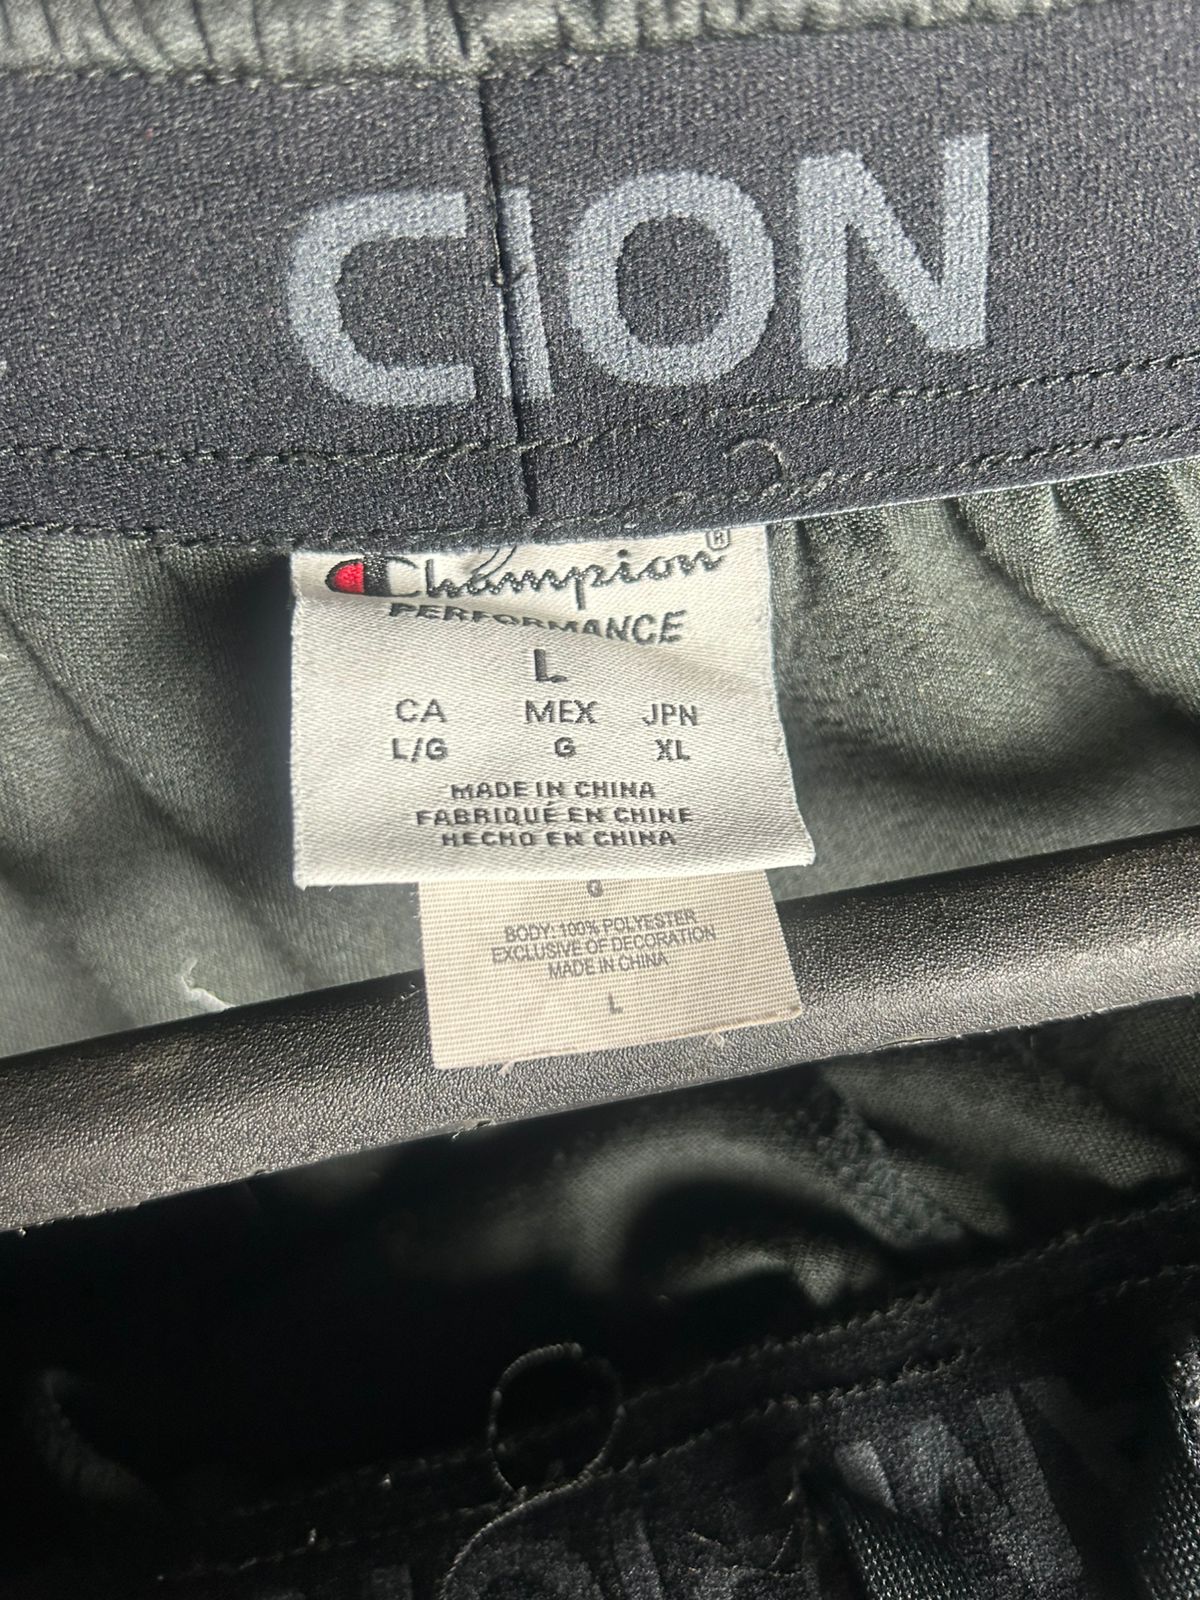 CION
Champion®
PERFORMANCE
L
CA MEX JPN
L/G G XL
MADE IN CHINA
FABRIQUÉ EN CHINE
HECHO EN CHINA
G
BODY: 100% POLYESTER
EXCLUSIVE OF DECORATION
MADE IN CHINA
L